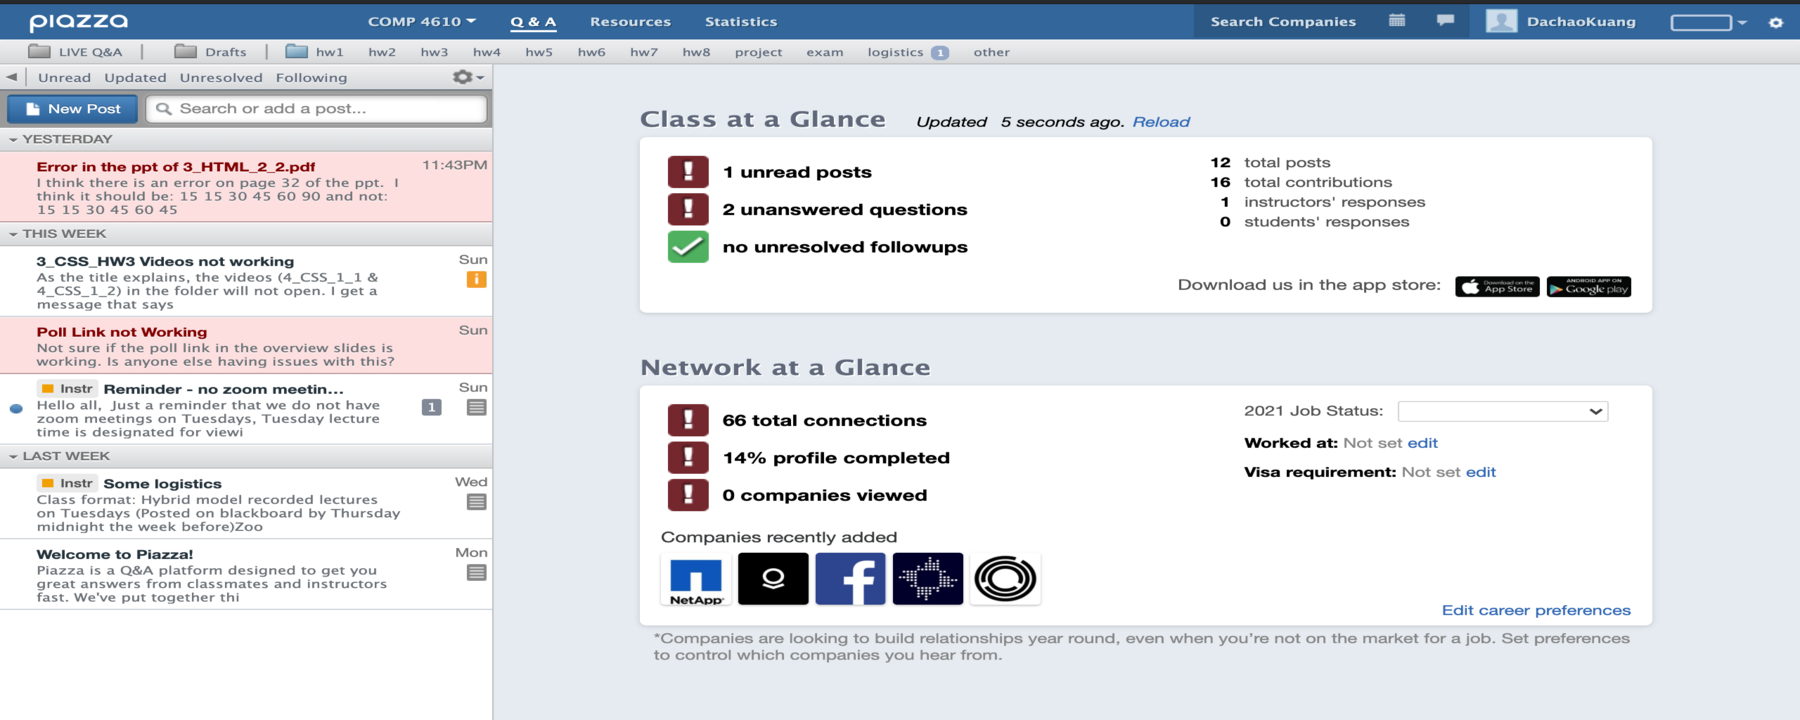 piazza
COMP 4610
Q & A
Resources
Statistics
Search Companies
DachaoKuang
LIVE Q&A
Drafts
hw1
hw2
hw3
hw4
hw5
hw6
hw7
hw8
project
exam
logistics 1
other
Unread Updated Unresolved Following
New Post
Search or add a post...
YESTERDAY
Error in the ppt of 3_HTML_2_2.pdf 11:43PM
I think there is an error on page 32 of the ppt. I
think it should be: 15 15 30 45 60 90 and not:
15 15 30 45 60 45
THIS WEEK
3_CSS_HW3 Videos not working Sun
As the title explains, the videos (4_CSS_1_1 &
4_CSS_1_2) in the folder will not open. I get a
message that says
i
Poll Link not Working Sun
Not sure if the poll link in the overview slides is
working. Is anyone else having issues with this?
Instr Reminder - no zoom meetin... Sun
Hello all, Just a reminder that we do not have
zoom meetings on Tuesdays, Tuesday lecture
time is designated for viewi
1
LAST WEEK
Instr Some logistics Wed
Class format: Hybrid model recorded lectures
on Tuesdays (Posted on blackboard by Thursday
midnight the week before)Zoo
Welcome to Piazza! Mon
Piazza is a Q&A platform designed to get you
great answers from classmates and instructors
fast. We've put together thi
Class at a Glance Updated 5 seconds ago. Reload
! 1 unread posts
! 2 unanswered questions
no unresolved followups
12 total posts
16 total contributions
1 instructors' responses
0 students' responses
Download us in the app store:
Download on the
App Store
ANDROID APP ON
Google play
Network at a Glance
! 66 total connections
! 14% profile completed
! 0 companies viewed
2021 Job Status:
Worked at: Not set edit
Visa requirement: Not set edit
Companies recently added
NetApp
f
Edit career preferences
*Companies are looking to build relationships year round, even when you're not on the market for a job. Set preferences
to control which companies you hear from.